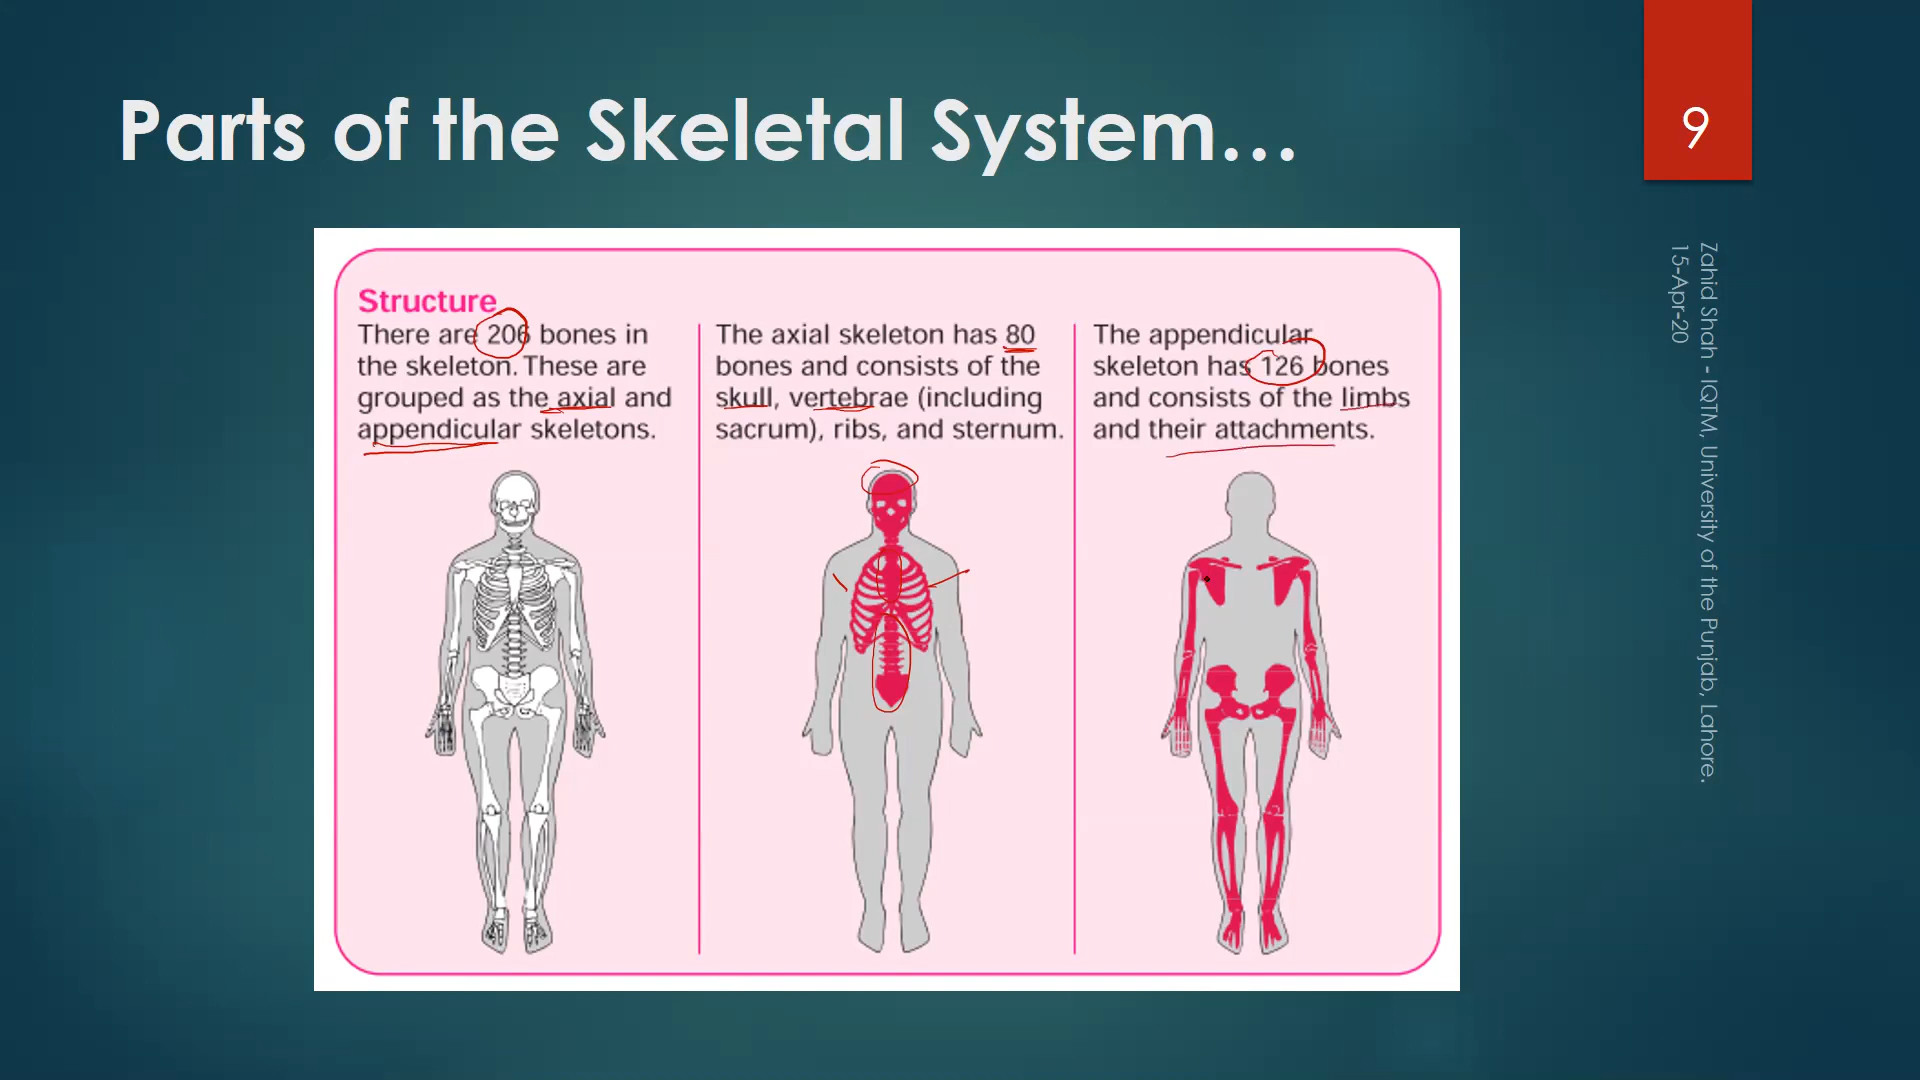 Parts of the Skeletal System...
9
Structure
There are 206 bones in
the skeleton. These are
grouped as the axial and
appendicular skeletons.
The axial skeleton has 80
bones and consists of the
skull, vertebrae (including
sacrum), ribs, and sternum.
The appendicular
skeleton has 126 bones
and consists of the limbs
and their attachments.
Zahid Shah - IQTM, University of the Punjab, Lahore.
15-Apr-20